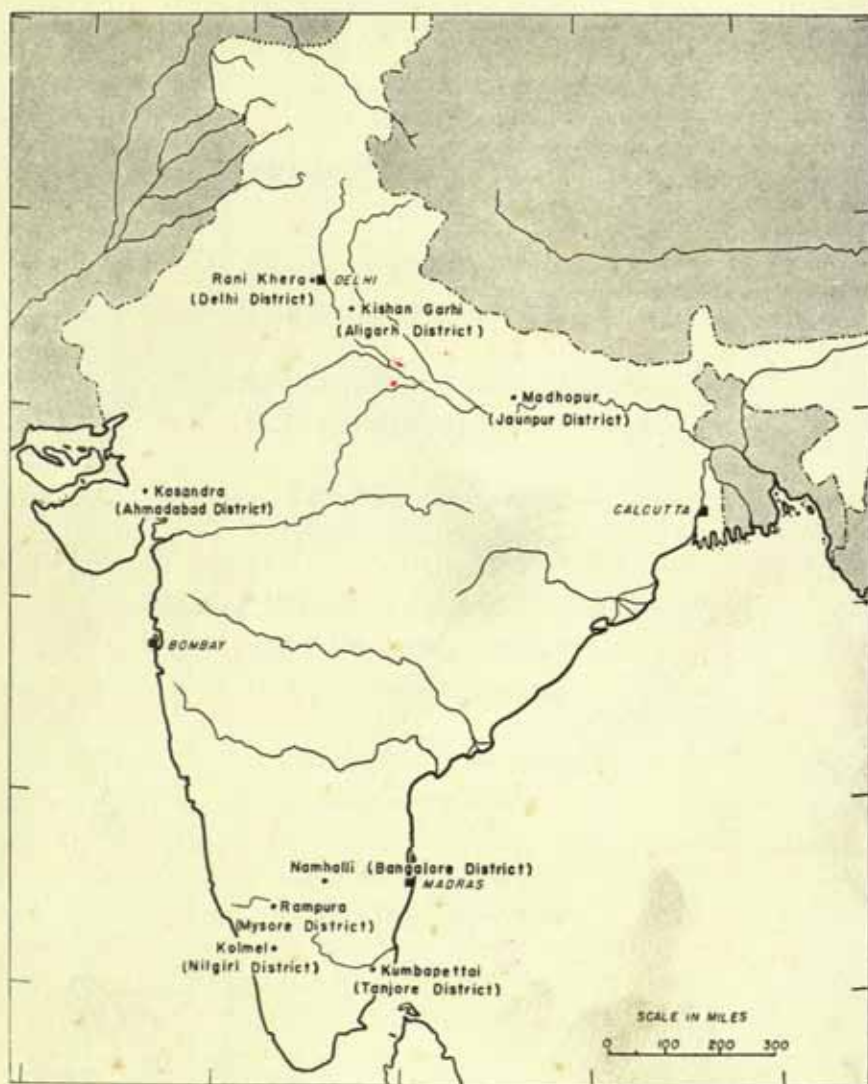 Rani Khera
DELHI
(Delhi District)
Kishan Garhi
(Aligarh District)
Madhopur
(Jaunpur District)
Kasandra
(Ahmadabad District)
CALCUTTA
BOMBAY
Namhalli (Bangalore District)
MADRAS
Rampura
(Mysore District)
Kolmel
(Nilgiri District)
Kumbapettai
(Tanjore District)
SCALE IN MILES
0 100 200 300